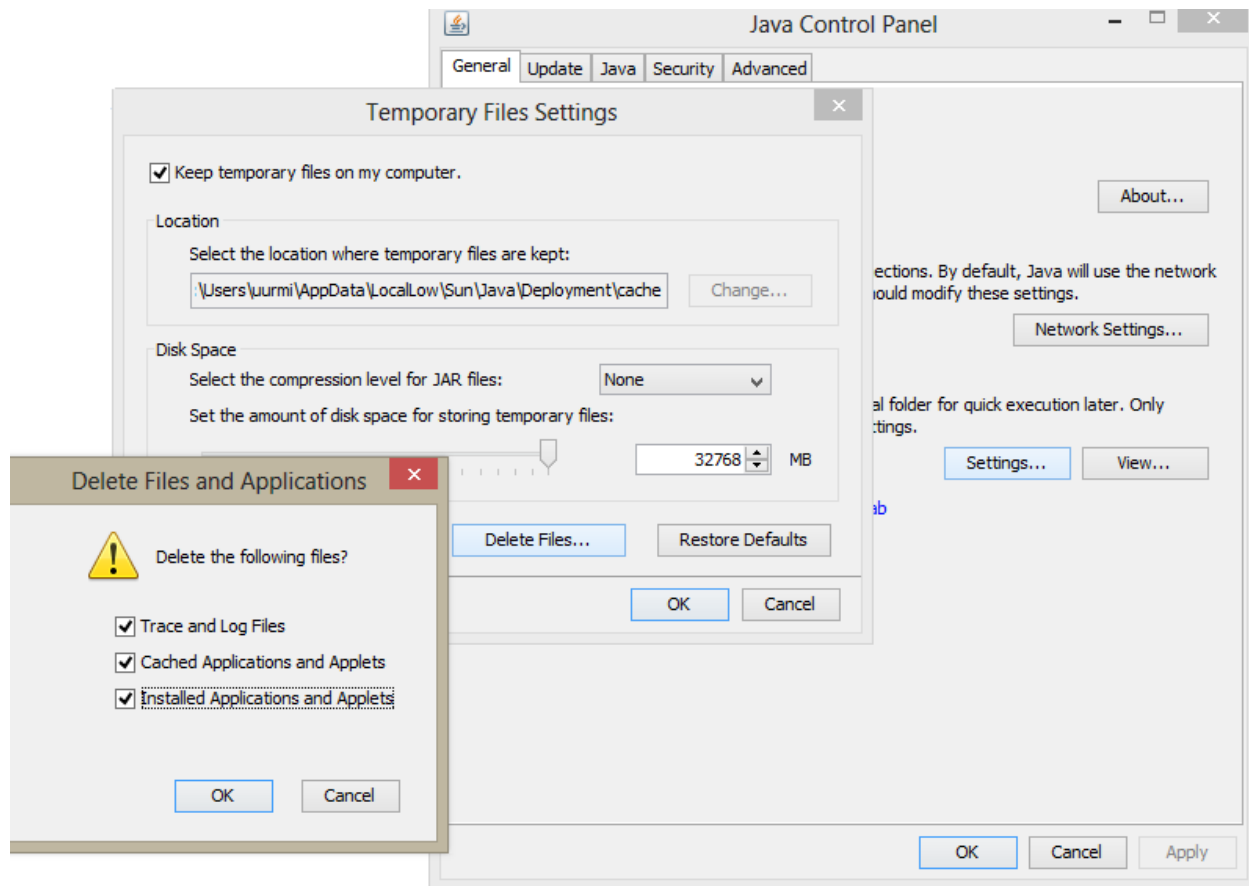 Java Control Panel
General Update Java Security Advanced
Temporary Files Settings
Keep temporary files on my computer.
About...
Location
Select the location where temporary files are kept:
:\Users\uurmi\AppData\LocalLow\Sun\Java\Deployment\cache Change...
ections. By default, Java will use the network
ould modify these settings.
Network Settings...
Disk Space
Select the compression level for JAR files: None
Set the amount of disk space for storing temporary files:
al folder for quick execution later. Only
ttings.
32768 MB
Settings... View...
ab
Delete Files... Restore Defaults
OK Cancel
Delete Files and Applications
Delete the following files?
Trace and Log Files
Cached Applications and Applets
Installed Applications and Applets
OK Cancel
OK Cancel Apply